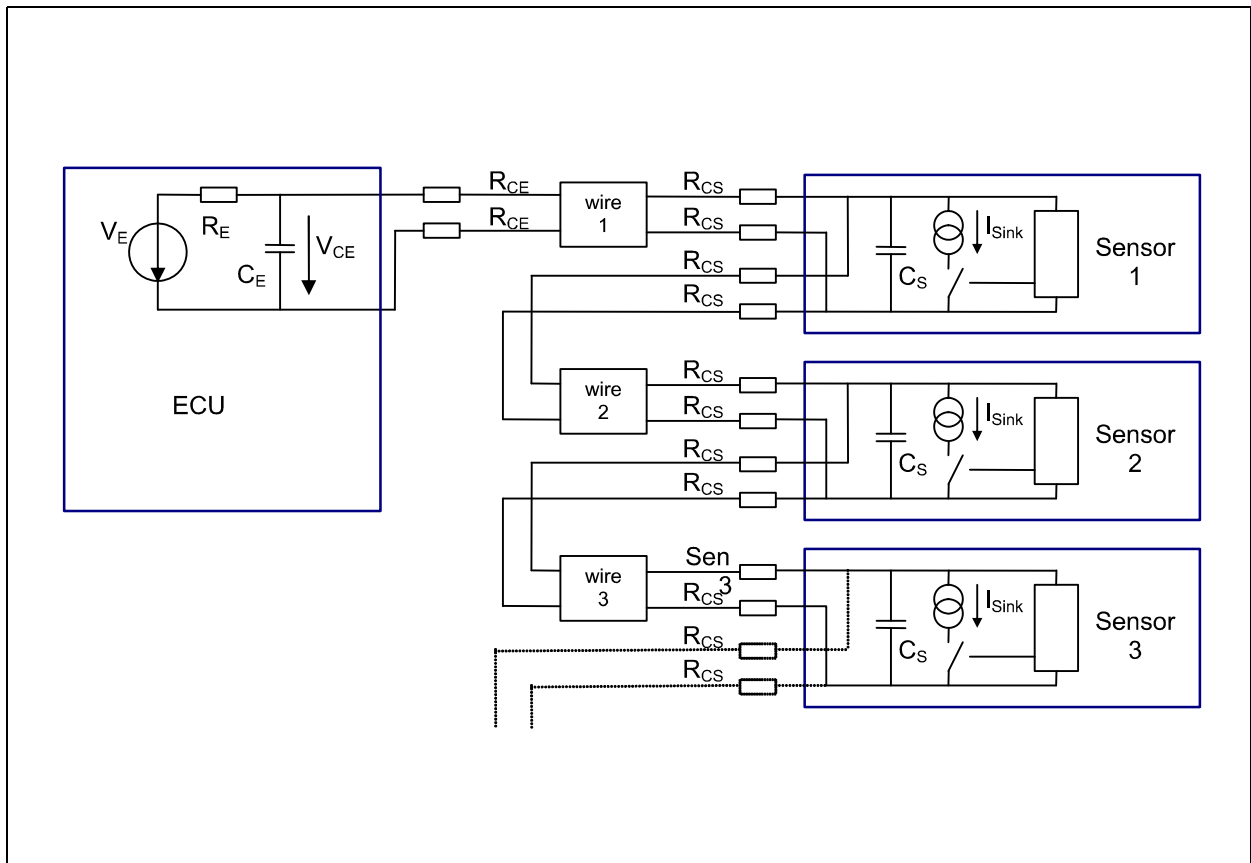 R_CE
R_CS
wire
1
R_CE
R_CS
V_E
R_E
C_E
V_CE
R_CS
R_CS
C_S
I_Sink
Sensor
1
ECU
wire
2
R_CS
R_CS
R_CS
R_CS
C_S
I_Sink
Sensor
2
wire
3
Sen
3
R_CS
R_CS
R_CS
C_S
I_Sink
Sensor
3